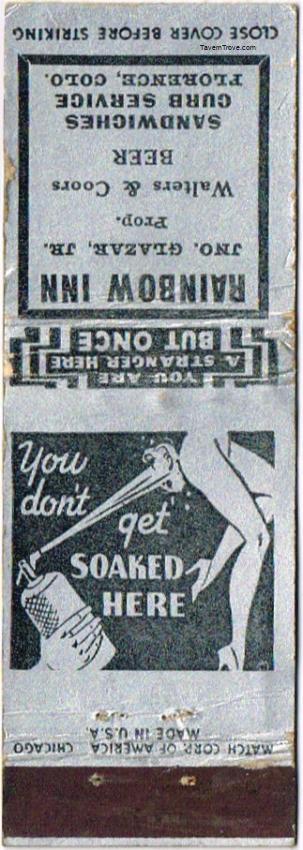 TavernTrove.com
CLOSE COVER BEFORE STRIKING
RAINBOW INN
JNO. GLAZAR, JR.
Prop.
Walters & Coors
BEER
SANDWICHES
CURB SERVICE
FLORENCE, COLO.
YOU ARE
A STRANGER HERE
BUT ONCE
You
don't
get
SOAKED
HERE
MATCH CORP. OF AMERICA CHICAGO
MADE IN U.S.A.